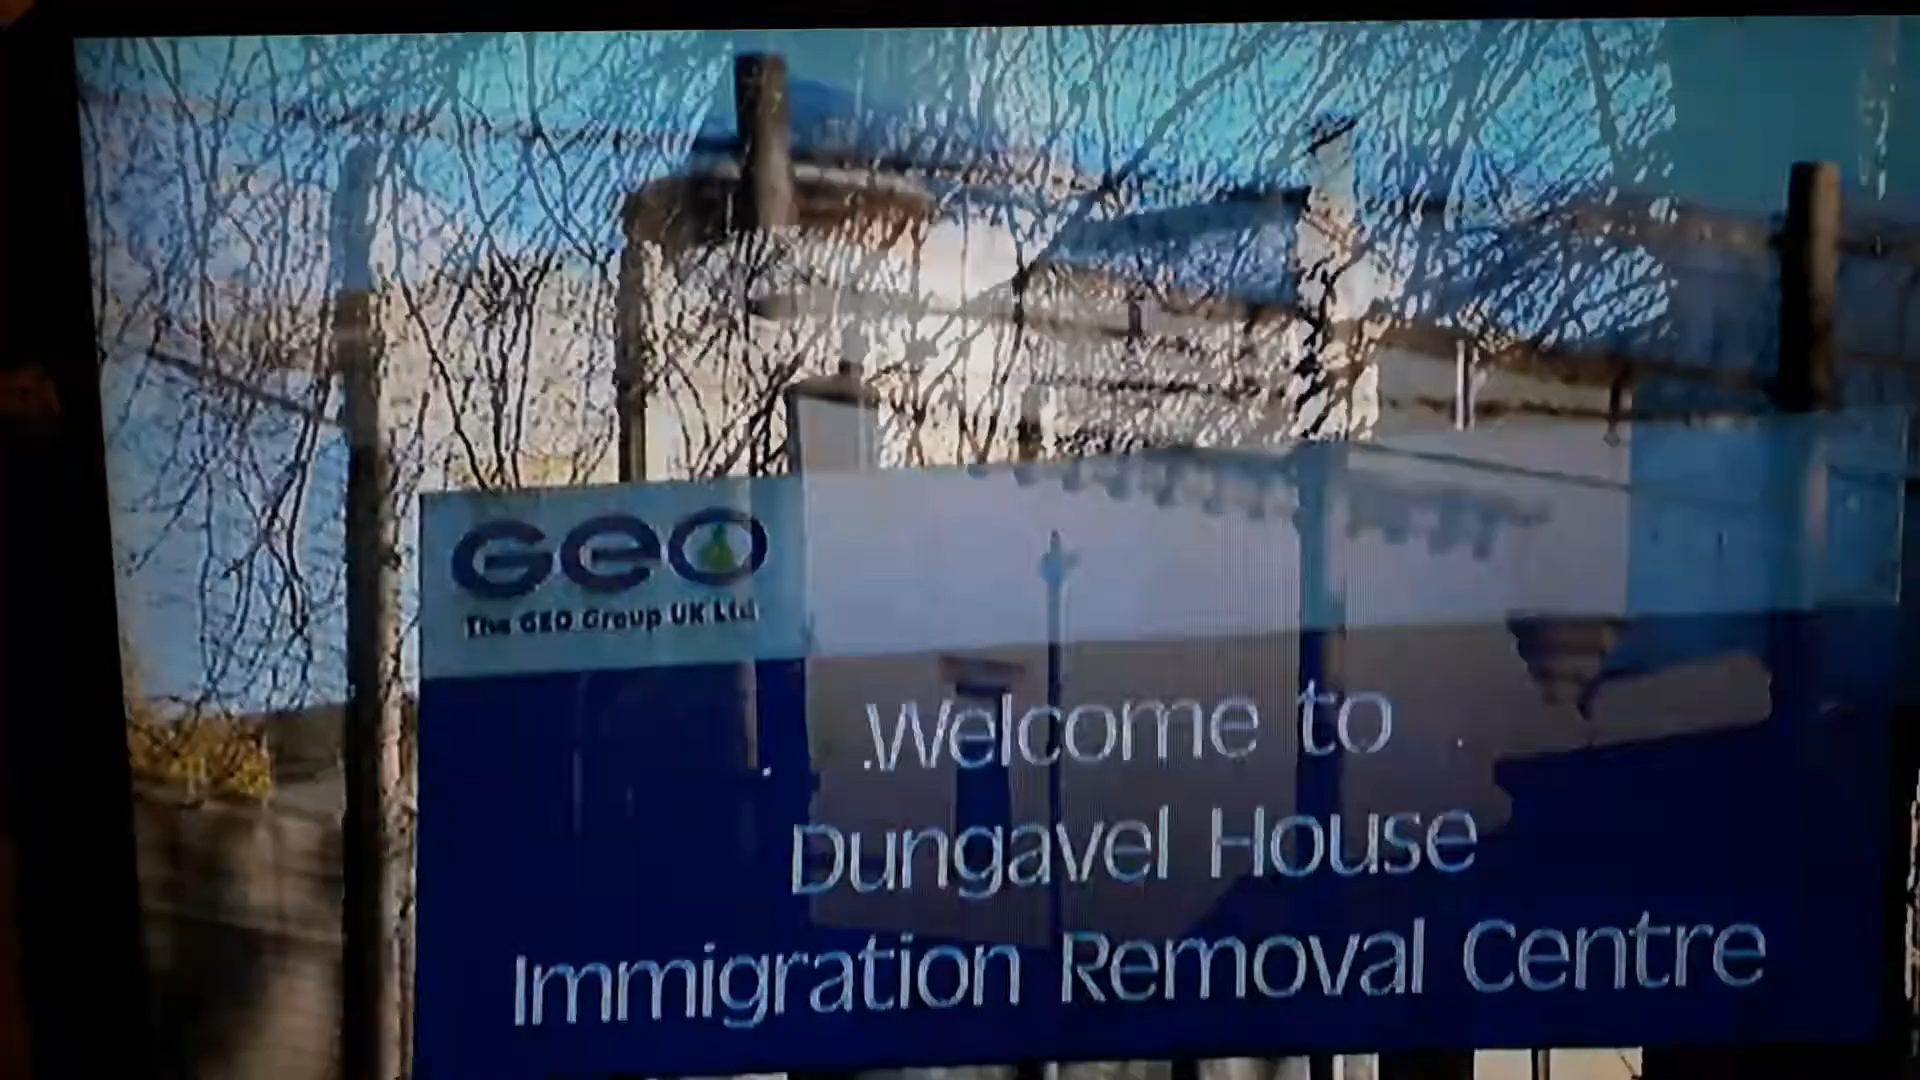 GEO
The GEO Group UK Ltd
Welcome to
Dungavel House
Immigration Removal Centre